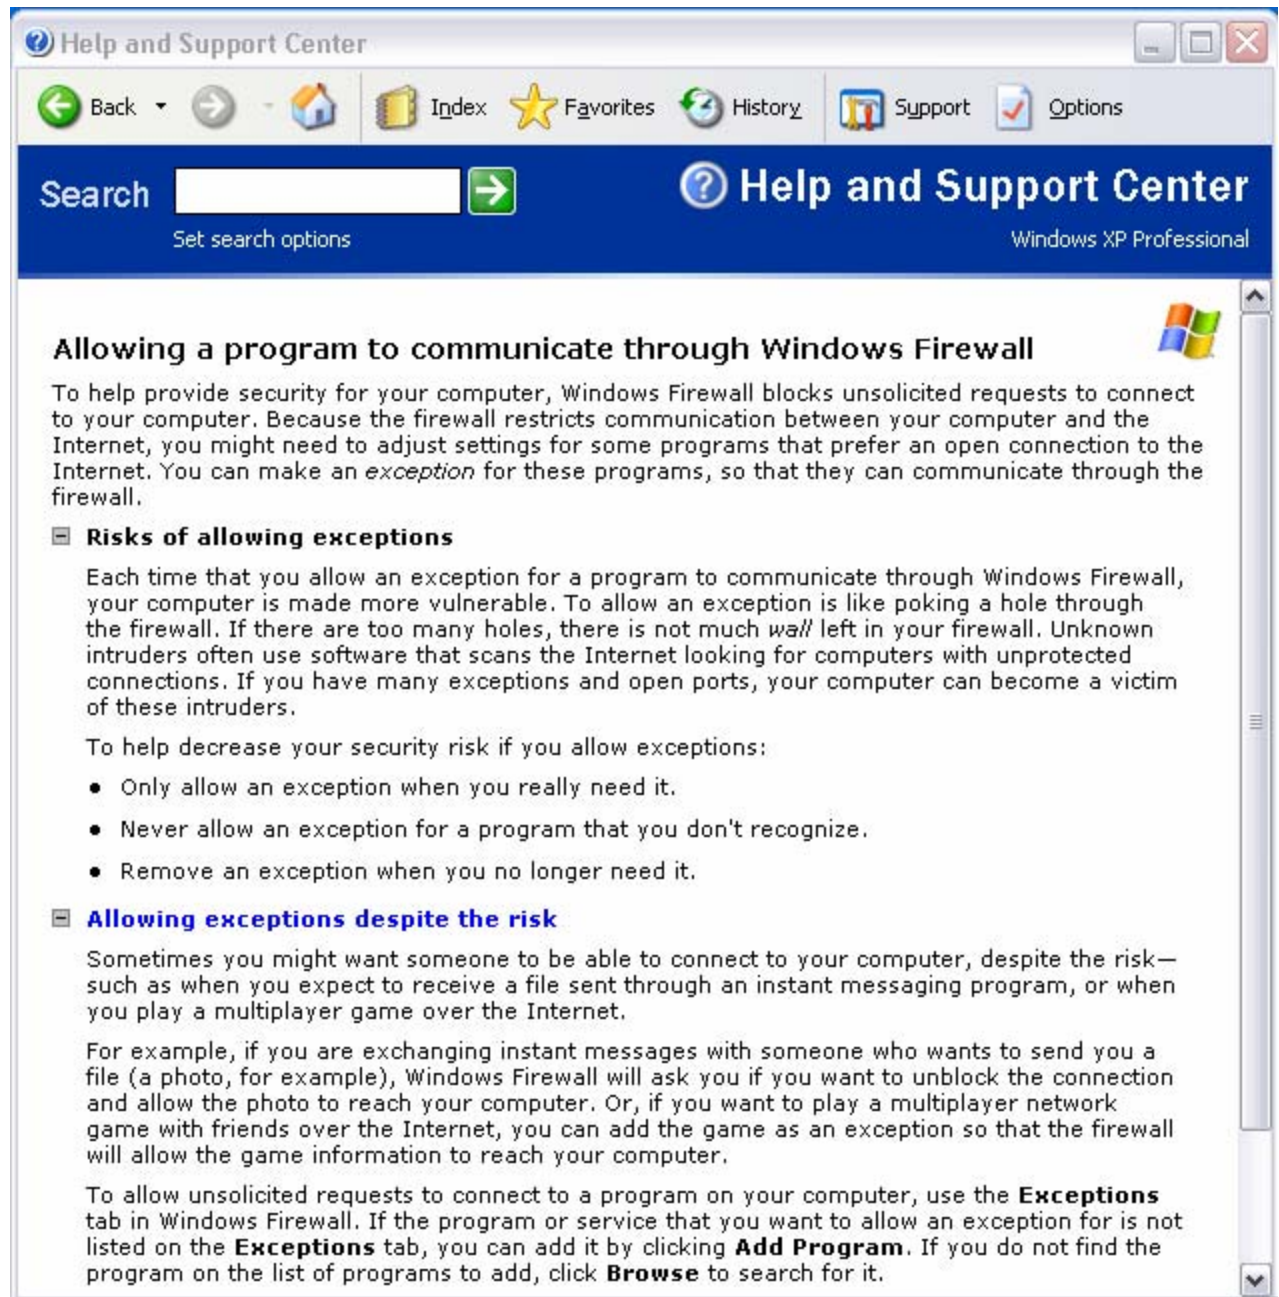 Help and Support Center
Back Index Favorites History Support Options
Search
Help and Support Center
Set search options
Windows XP Professional
Allowing a program to communicate through Windows Firewall
To help provide security for your computer, Windows Firewall blocks unsolicited requests to connect
to your computer. Because the firewall restricts communication between your computer and the
Internet, you might need to adjust settings for some programs that prefer an open connection to the
Internet. You can make an exception for these programs, so that they can communicate through the
firewall.
Risks of allowing exceptions
Each time that you allow an exception for a program to communicate through Windows Firewall,
your computer is made more vulnerable. To allow an exception is like poking a hole through
the firewall. If there are too many holes, there is not much wall left in your firewall. Unknown
intruders often use software that scans the Internet looking for computers with unprotected
connections. If you have many exceptions and open ports, your computer can become a victim
of these intruders.
To help decrease your security risk if you allow exceptions:
• Only allow an exception when you really need it.
• Never allow an exception for a program that you don't recognize.
• Remove an exception when you no longer need it.
Allowing exceptions despite the risk
Sometimes you might want someone to be able to connect to your computer, despite the risk—
such as when you expect to receive a file sent through an instant messaging program, or when
you play a multiplayer game over the Internet.
For example, if you are exchanging instant messages with someone who wants to send you a
file (a photo, for example), Windows Firewall will ask you if you want to unblock the connection
and allow the photo to reach your computer. Or, if you want to play a multiplayer network
game with friends over the Internet, you can add the game as an exception so that the firewall
will allow the game information to reach your computer.
To allow unsolicited requests to connect to a program on your computer, use the Exceptions
tab in Windows Firewall. If the program or service that you want to allow an exception for is not
listed on the Exceptions tab, you can add it by clicking Add Program. If you do not find the
program on the list of programs to add, click Browse to search for it.